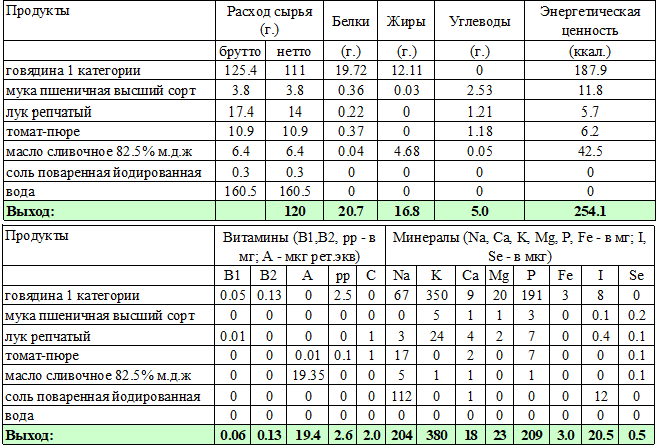 Продукты Расход сырья (г.) Белки Жиры Углеводы Энергетическая ценность
брутто нетто (г.) (г.) (г.) (ккал.)
говядина 1 категории 125.4 111 19.72 12.11 0 187.9
мука пшеничная высший сорт 3.8 3.8 0.36 0.03 2.53 11.8
лук репчатый 17.4 14 0.22 0 1.21 5.7
томат-пюре 10.9 10.9 0.37 0 1.18 6.2
масло сливочное 82.5% м.д.ж 6.4 6.4 0.04 4.68 0.05 42.5
соль поваренная йодированная 0.3 0.3 0 0 0 0
вода 160.5 160.5 0 0 0 0
Выход: 120 20.7 16.8 5.0 254.1
Продукты Витамины (B1,B2, pp - в мг; A - мкг рет.экв) Минералы (Na, Ca, K, Mg, P, Fe - в мг; I, Se - в мкг)
B1 B2 A pp C Na K Ca Mg P Fe I Se
говядина 1 категории 0.05 0.13 0 2.5 0 67 350 9 20 191 3 8 0
мука пшеничная высший сорт 0 0 0 0 0 0 5 1 1 3 0 0.1 0.2
лук репчатый 0.01 0 0 0 1 3 24 4 2 7 0 0.4 0.1
томат-пюре 0 0 0.01 0.1 1 17 0 2 0 7 0 0 0.1
масло сливочное 82.5% м.д.ж 0 0 19.35 0 0 5 1 1 0 1 0 0 0.1
соль поваренная йодированная 0 0 0 0 0 112 0 1 0 0 0 12 0
вода 0 0 0 0 0 0 0 0 0 0 0 0 0
Выход: 0.06 0.13 19.4 2.6 2.0 204 380 18 23 209 3.0 20.5 0.5